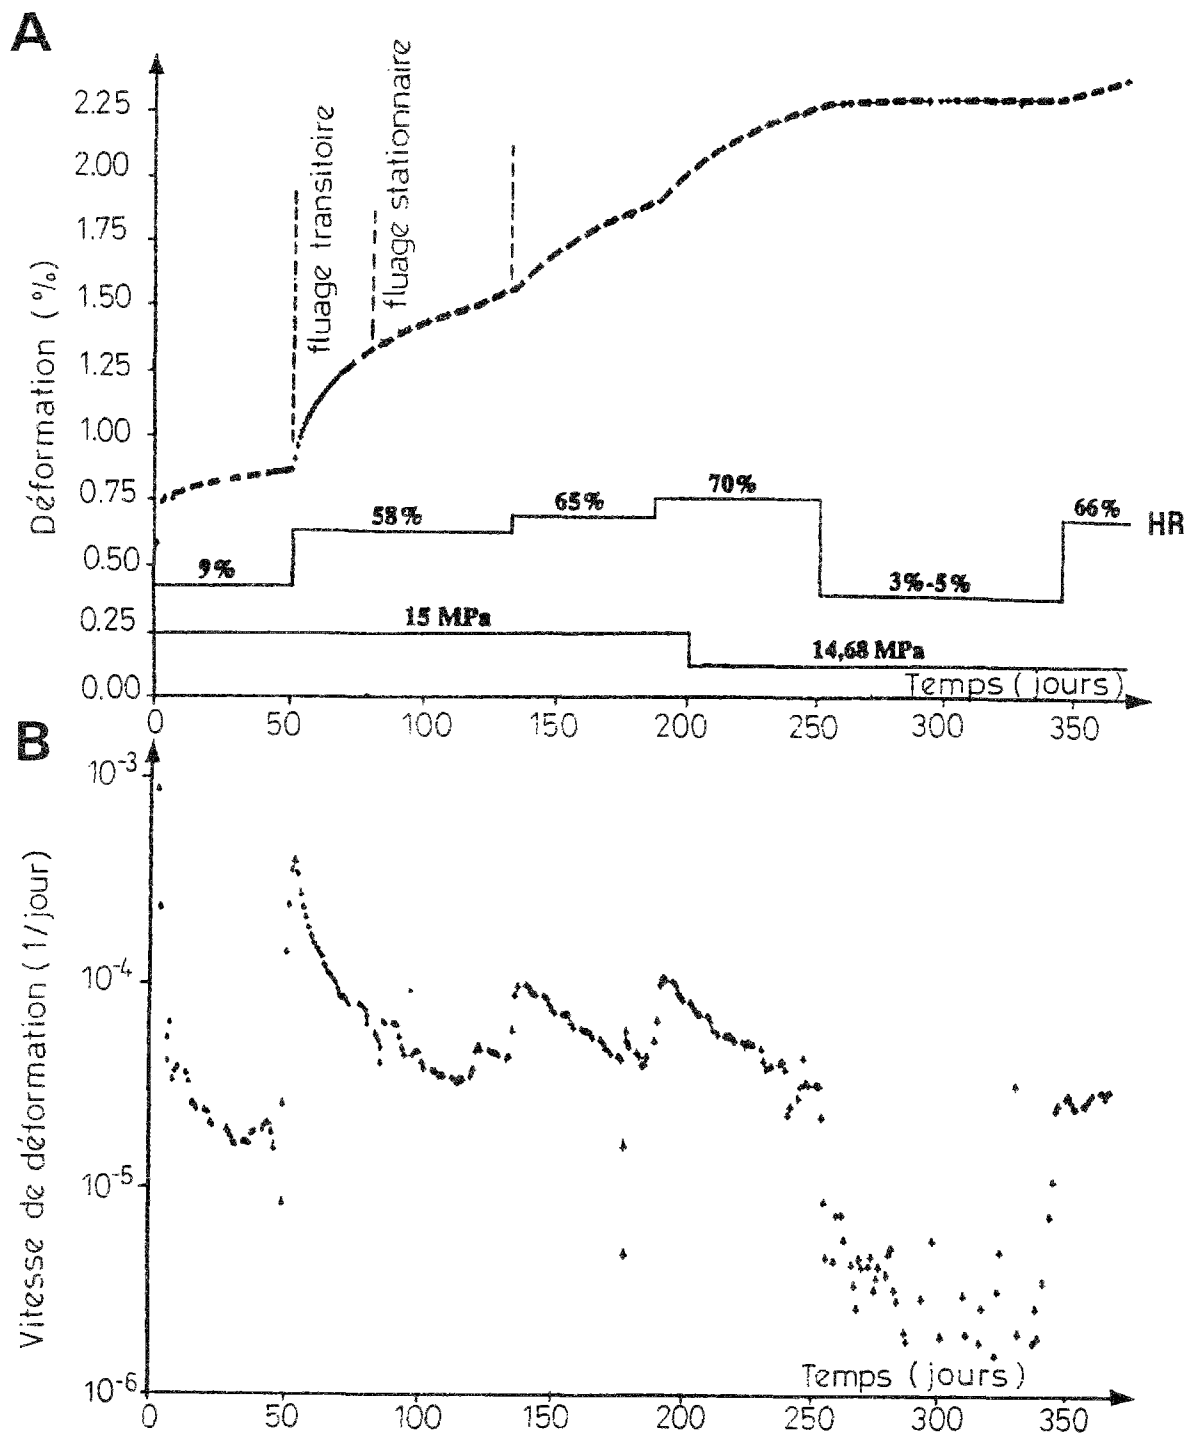 A
fluage transitoire
fluage stationnaire
Déformation (%)
2.25
2.00
1.75
1.50
1.25
1.00
0.75
0.50
0.25
0.00
9%
58%
65%
70%
3%-5%
66%
HR
15 MPa
14,68 MPa
Temps (jours)
0 50 100 150 200 250 300 350
B
Vitesse de déformation (1/jour)
10-3
10-4
10-5
10-6
Temps (jours)
0 50 100 150 200 250 300 350